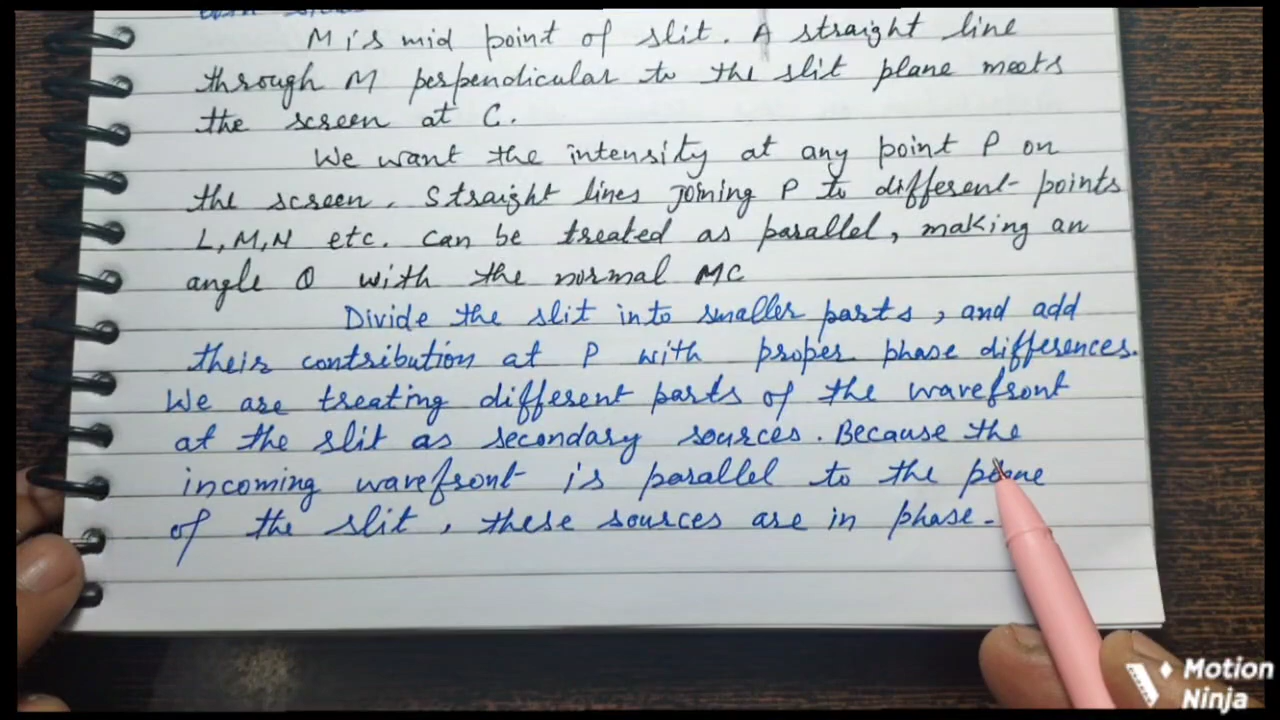 M is mid point of slit. A straight line
through M perpendicular to the slit plane meets
the screen at C.
We want the intensity at any point P on
the screen. Straight lines joining P to different points
L, M, N etc. can be treated as parallel, making an
angle θ with the normal MC
Divide the slit into smaller parts, and add
their contribution at P with proper phase differences.
We are treating different parts of the wavefront
at the slit as secondary sources. Because the
incoming wavefront is parallel to the plane
of the slit, these sources are in phase.
Motion
Ninja